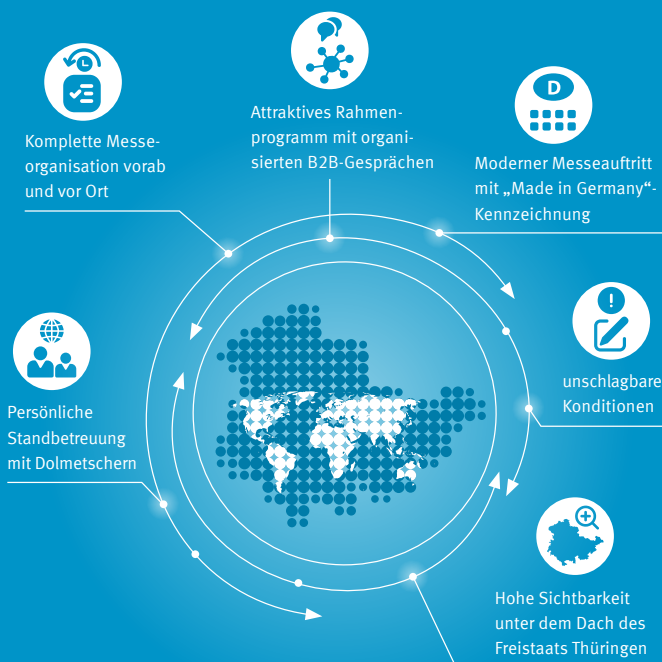 Attraktives Rahmen-
programm mit organi-
sierten B2B-Gesprächen
Komplette Messe-
organisation vorab
und vor Ort
D
Moderner Messeauftritt
mit „Made in Germany“-
Kennzeichnung
!
unschlagbare
Konditionen
Persönliche
Standbetreuung
mit Dolmetschern
Hohe Sichtbarkeit
unter dem Dach des
Freistaats Thüringen